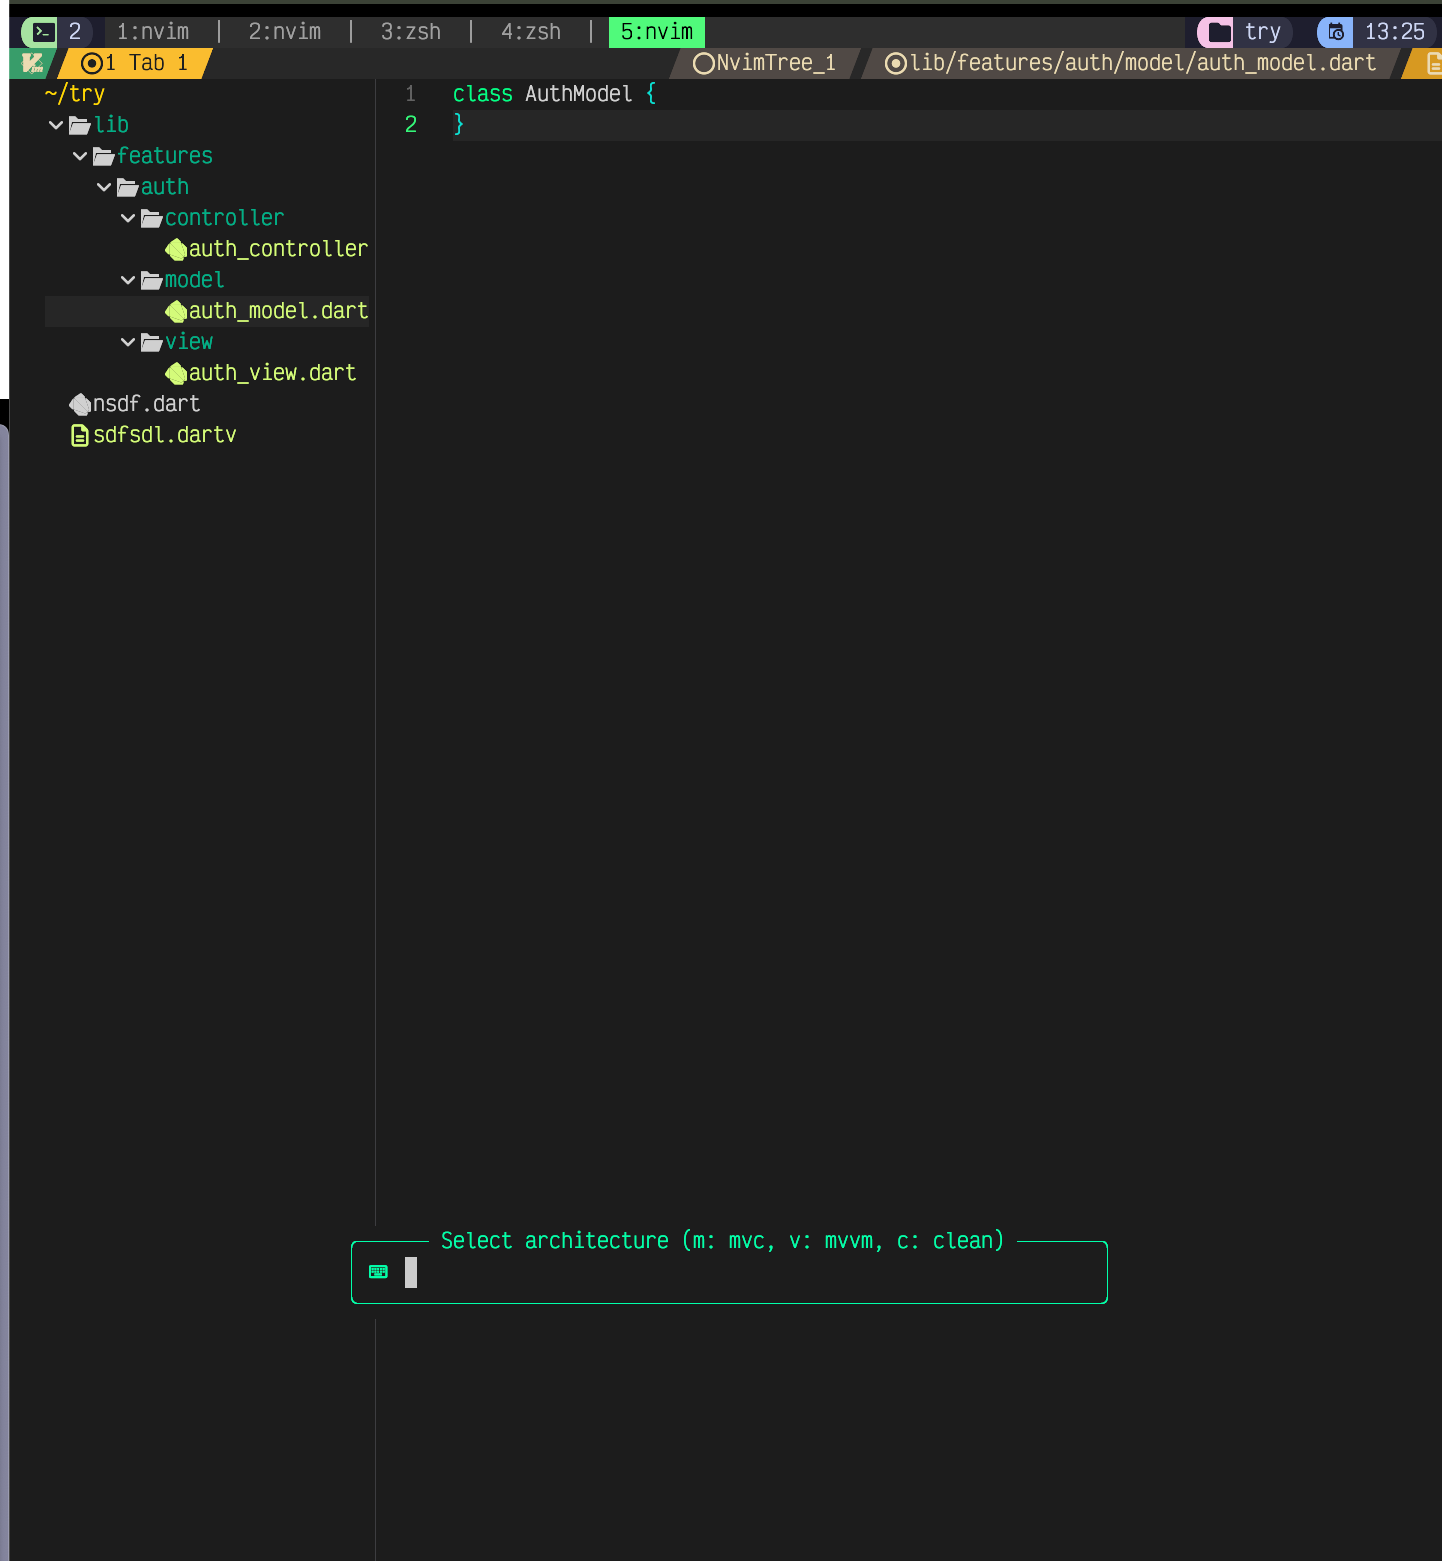 2 1:nvim | 2:nvim | 3:zsh | 4:zsh | 5:nvim try 13:25
1 Tab 1 NvimTree_1 lib/features/auth/model/auth_model.dart
~/try
lib
features
auth
controller
auth_controller
model
auth_model.dart
view
auth_view.dart
nsdf.dart
sdfsdl.dartv
1 class AuthModel {
2 }
Select architecture (m: mvc, v: mvvm, c: clean)